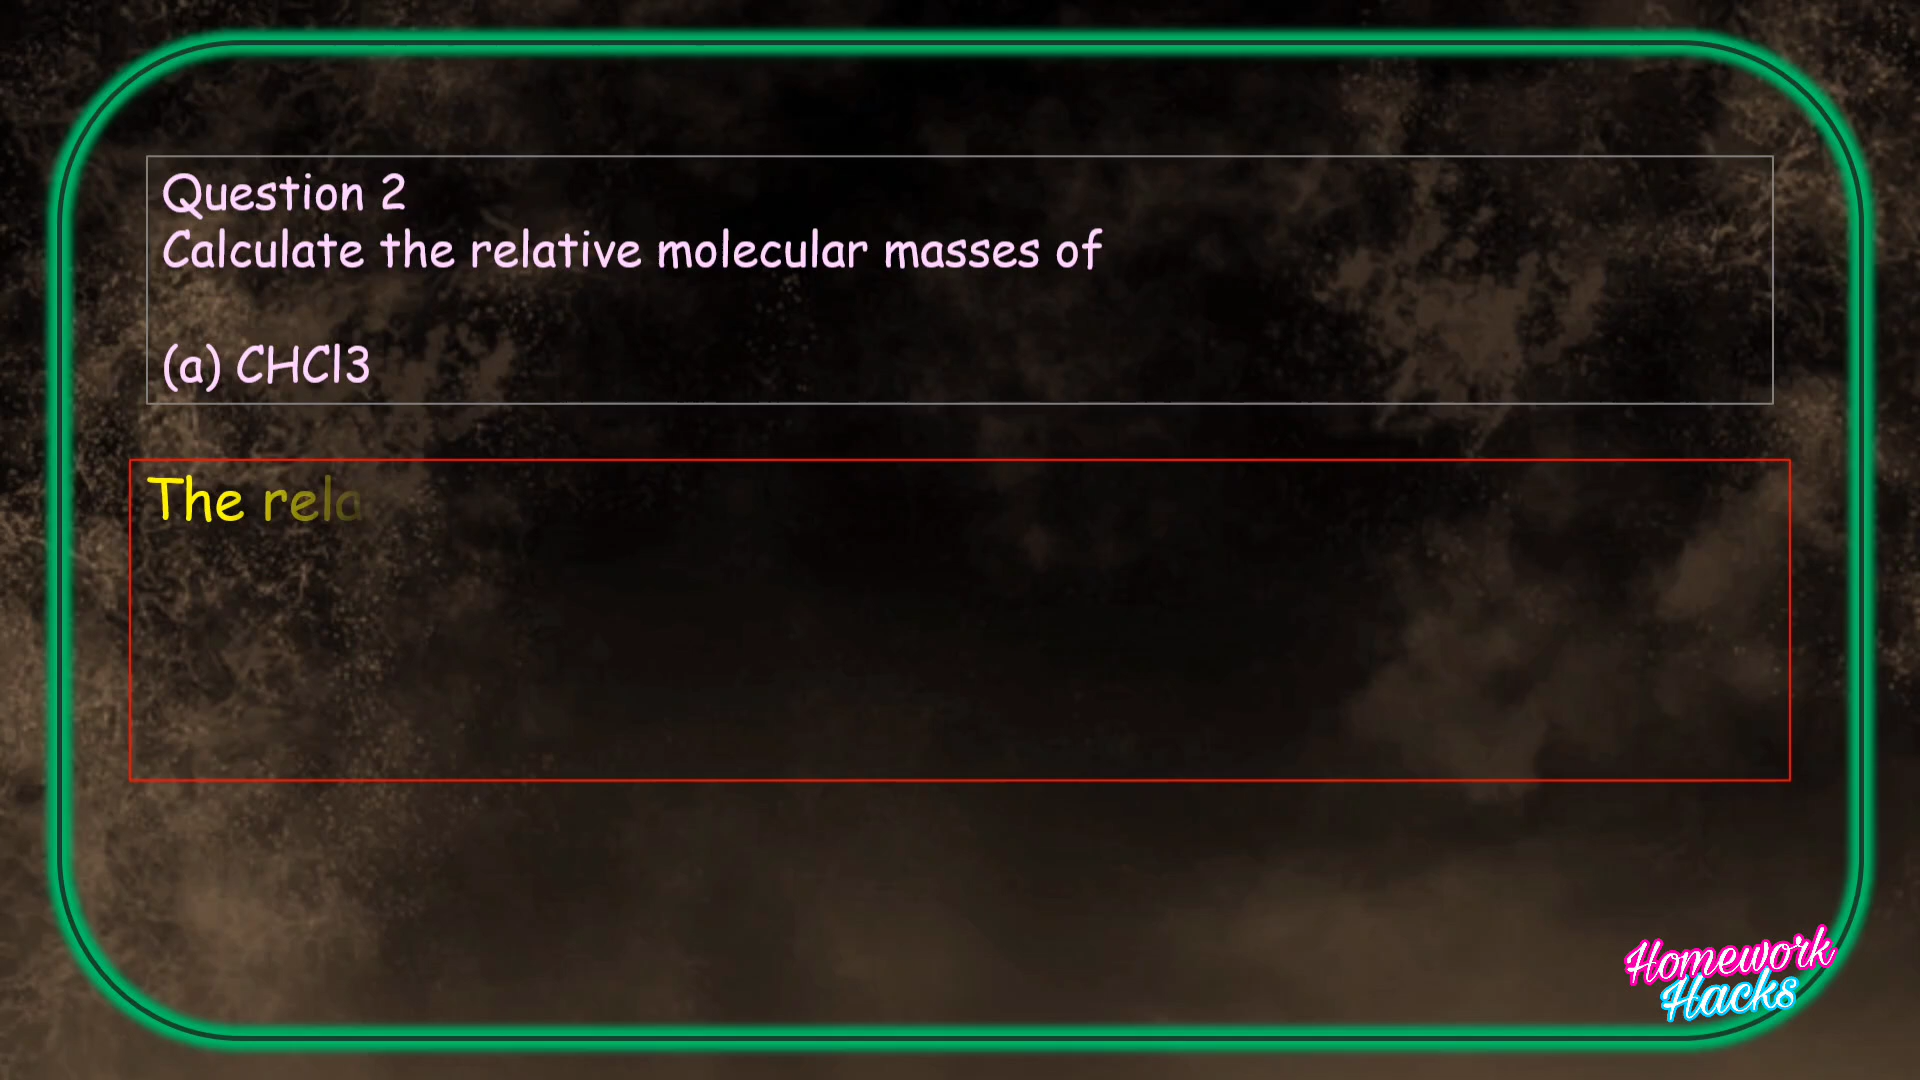 Question 2
Calculate the relative molecular masses of
(a) CHCl3
The rela
Homework
Hacks